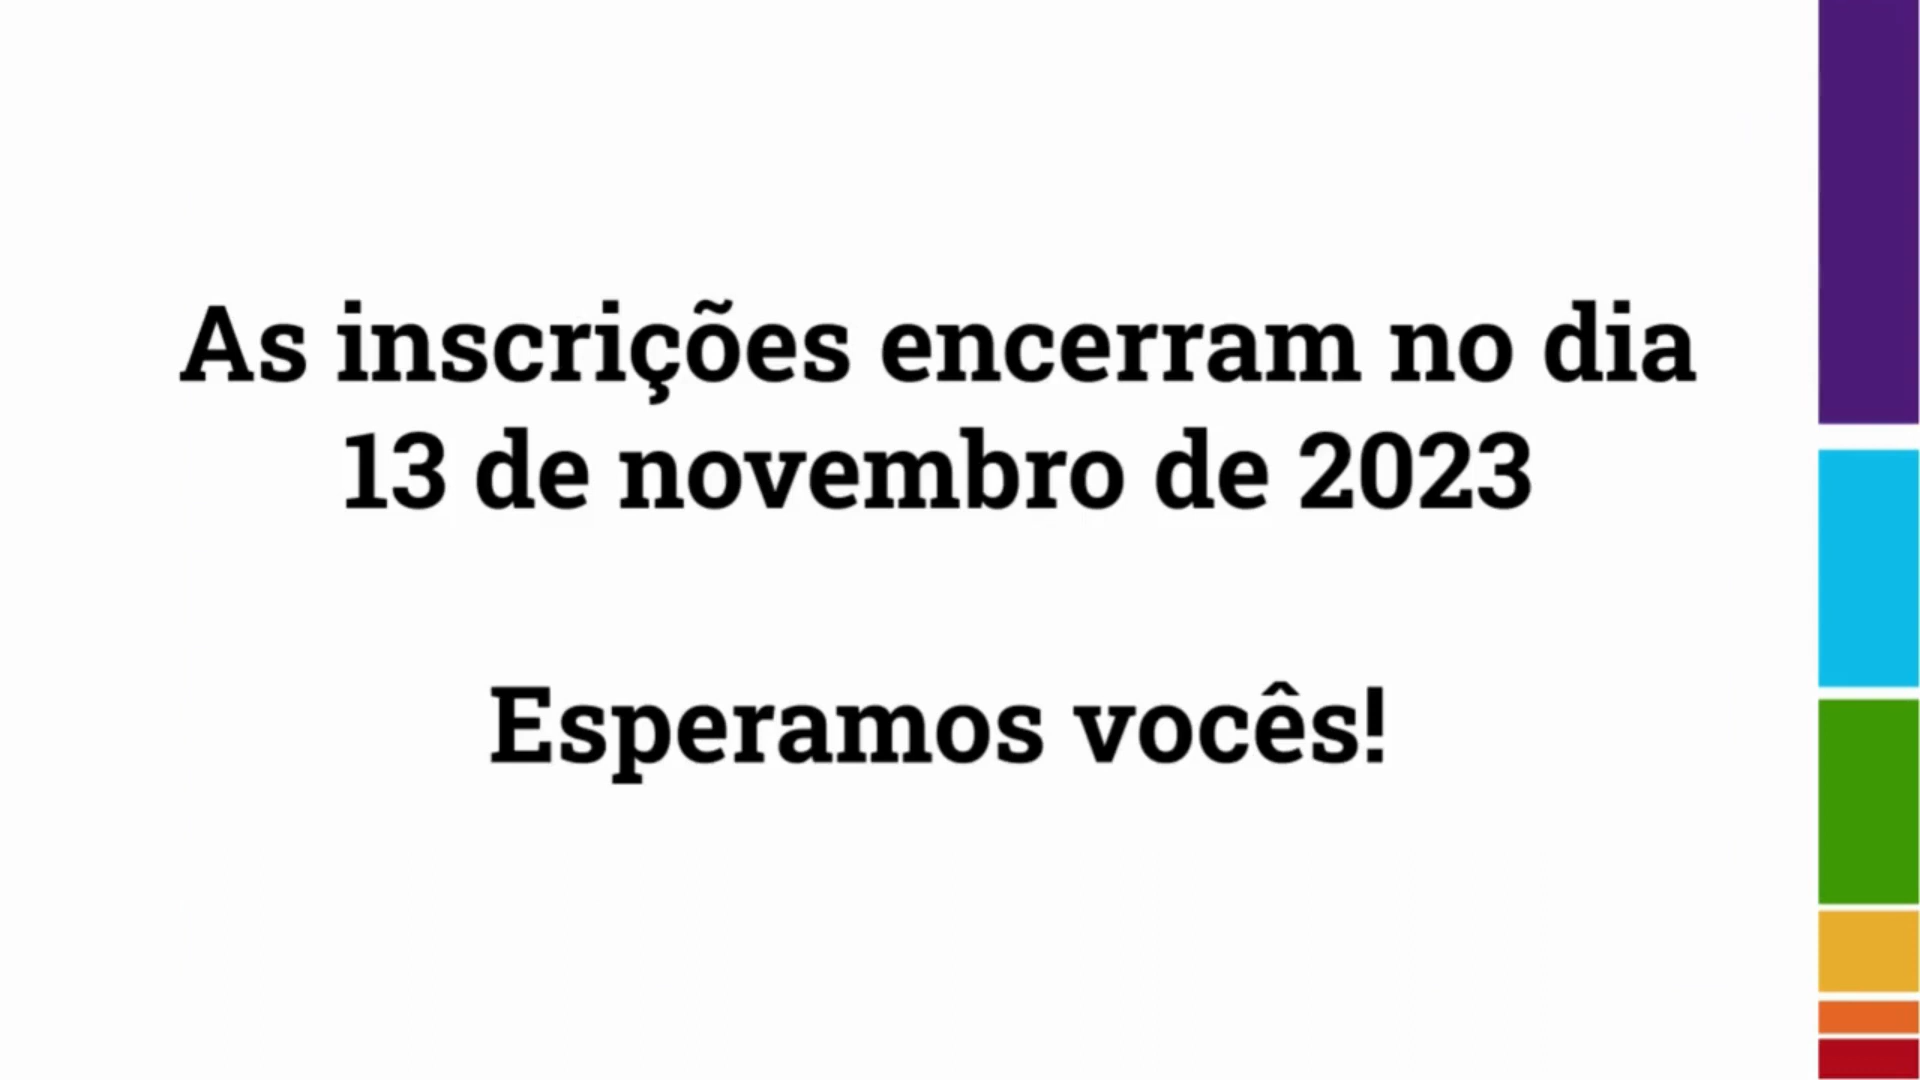 As inscrições encerram no dia
13 de novembro de 2023
Esperamos vocês!